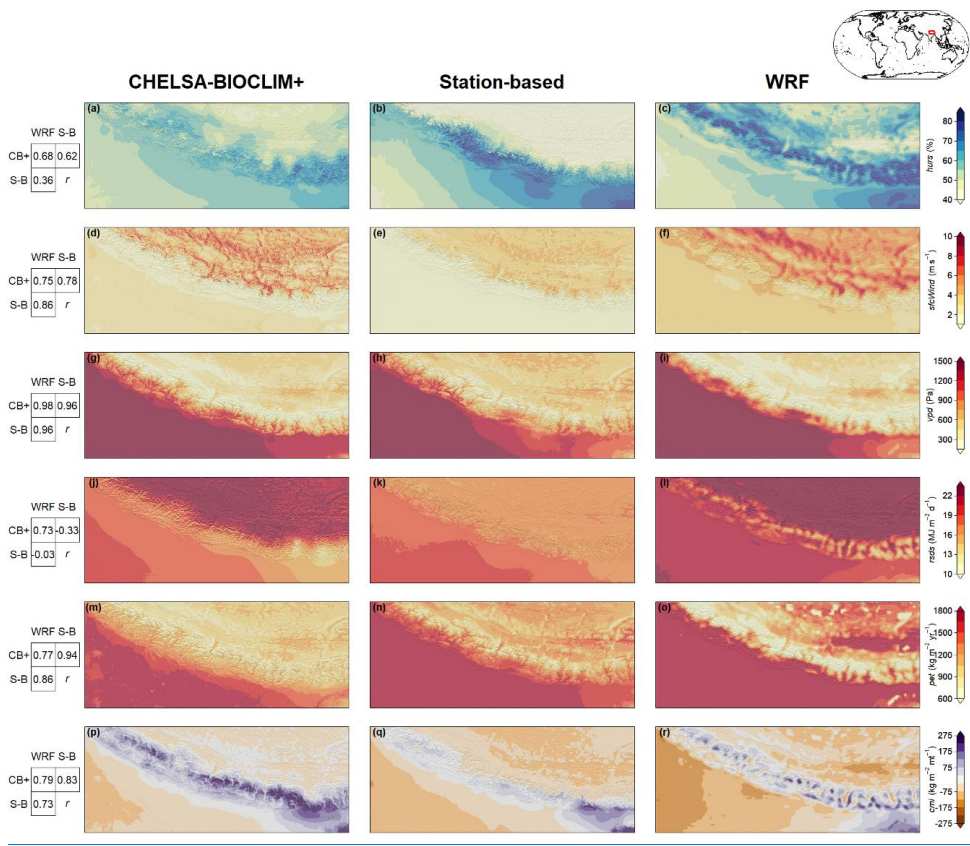 CHELSA-BIOCLIM+ Station-based WRF
(a) (b) (c)
WRF S-B
CB+ 0.68 0.62
S-B 0.36 r
80
70
60
50
40
hurs (%)
(d) (e) (f)
WRF S-B
CB+ 0.75 0.78
S-B 0.86 r
10
8
6
4
2
sfcWind (m s⁻¹)
(g) (h) (i)
WRF S-B
CB+ 0.98 0.96
S-B 0.96 r
1500
1200
900
600
300
vpd (Pa)
(j) (k) (l)
WRF S-B
CB+ 0.73 -0.33
S-B -0.03 r
22
19
16
13
10
rsds (MJ m⁻² d⁻¹)
(m) (n) (o)
WRF S-B
CB+ 0.77 0.94
S-B 0.86 r
1800
1500
1200
900
600
pet (kg m⁻² yr⁻¹)
(p) (q) (r)
WRF S-B
CB+ 0.79 0.83
S-B 0.73 r
275
175
75
-75
-175
-275
cmi (kg m⁻² mt⁻¹)